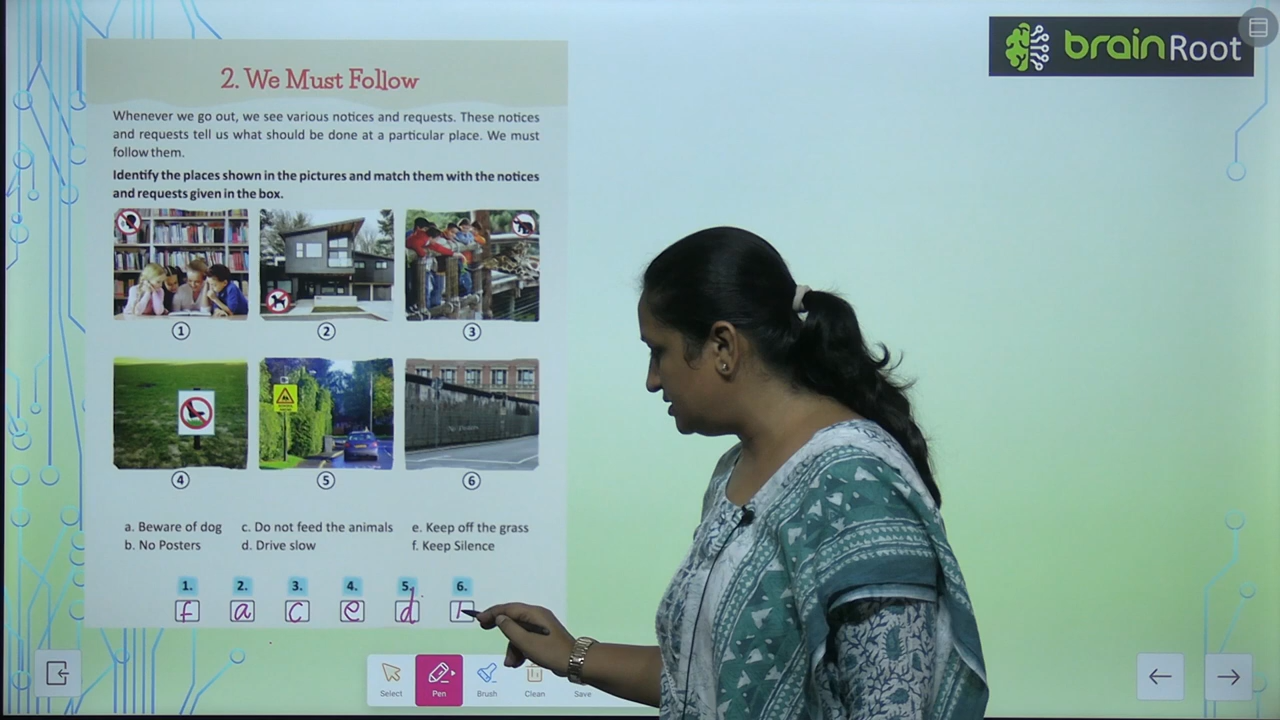 brainRoot
2. We Must Follow
Whenever we go out, we see various notices and requests. These notices
and requests tell us what should be done at a particular place. We must
follow them.
Identify the places shown in the pictures and match them with the notices
and requests given in the box.
1 2 3
4 5 6
a. Beware of dog c. Do not feed the animals e. Keep off the grass
b. No Posters d. Drive slow f. Keep Silence
1. 2. 3. 4. 5. 6.
f a c e d
Select Pen Brush Clean Save